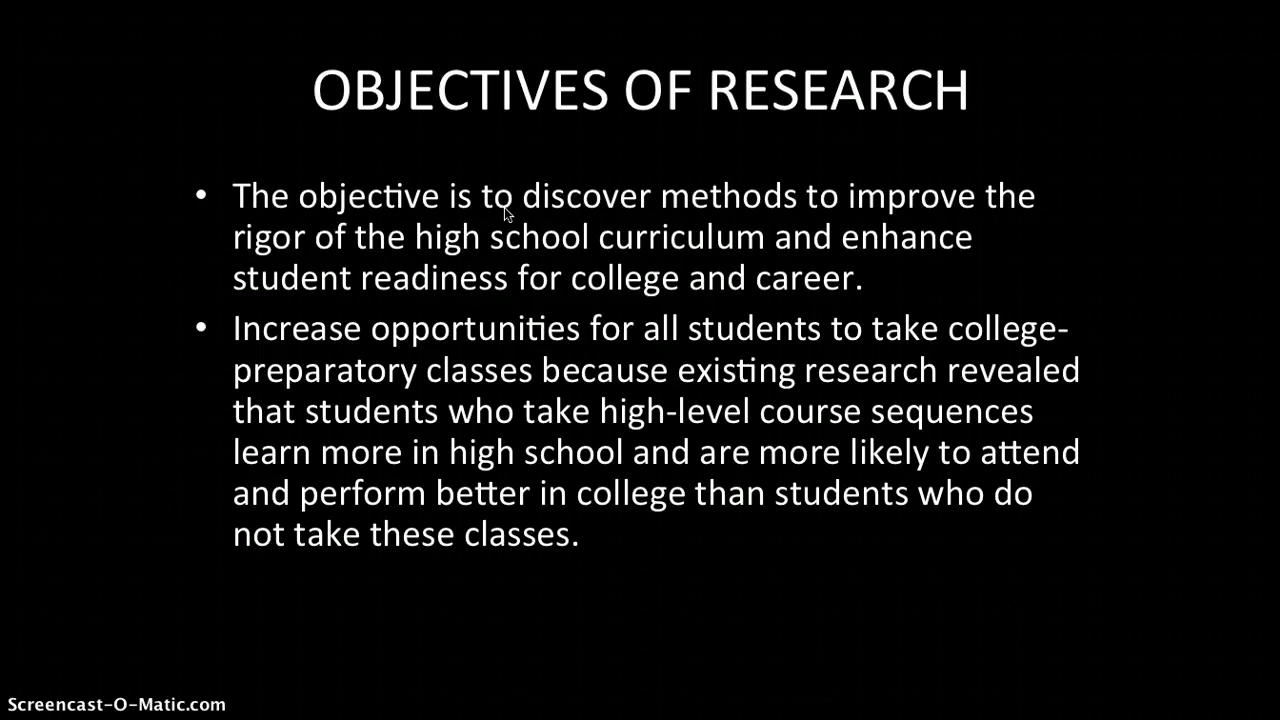 OBJECTIVES OF RESEARCH
• The objective is to discover methods to improve the
rigor of the high school curriculum and enhance
student readiness for college and career.
• Increase opportunities for all students to take college-
preparatory classes because existing research revealed
that students who take high-level course sequences
learn more in high school and are more likely to attend
and perform better in college than students who do
not take these classes.
Screencast-O-Matic.com